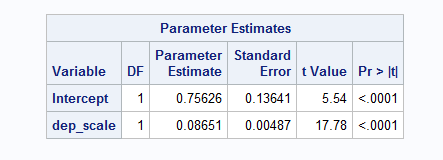 Parameter Estimates
Variable DF Parameter Estimate Standard Error t Value Pr > |t|
Intercept 1 0.75626 0.13641 5.54 <.0001
dep_scale 1 0.08651 0.00487 17.78 <.0001